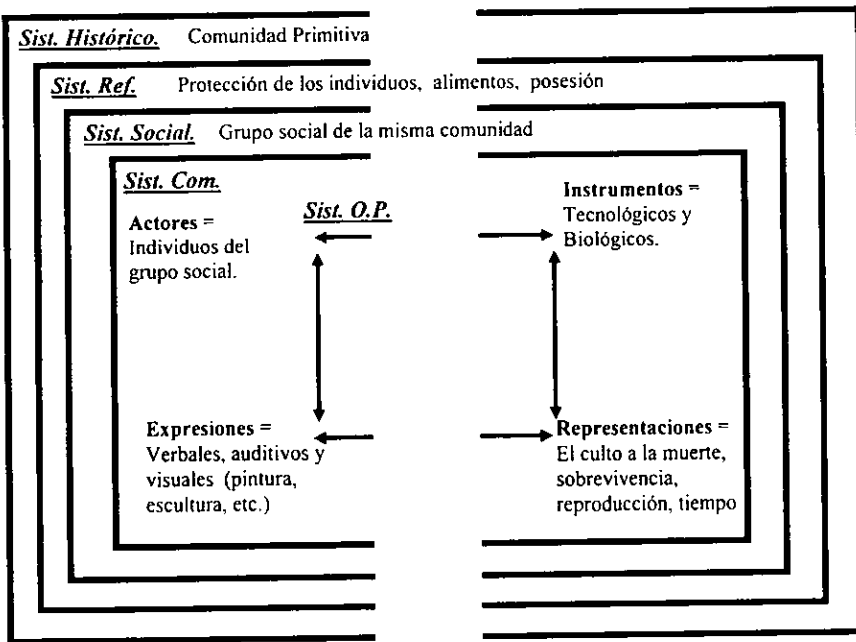 Sist. Histórico. Comunidad Primitiva
Sist. Ref. Protección de los individuos, alimentos, posesión
Sist. Social. Grupo social de la misma comunidad
Sist. Com.
Sist. O.P.
Actores =
Individuos del
grupo social.
Instrumentos =
Tecnológicos y
Biológicos.
Expresiones =
Verbales, auditivos y
visuales (pintura,
escultura, etc.)
Representaciones =
El culto a la muerte,
sobrevivencia,
reproducción, tiempo